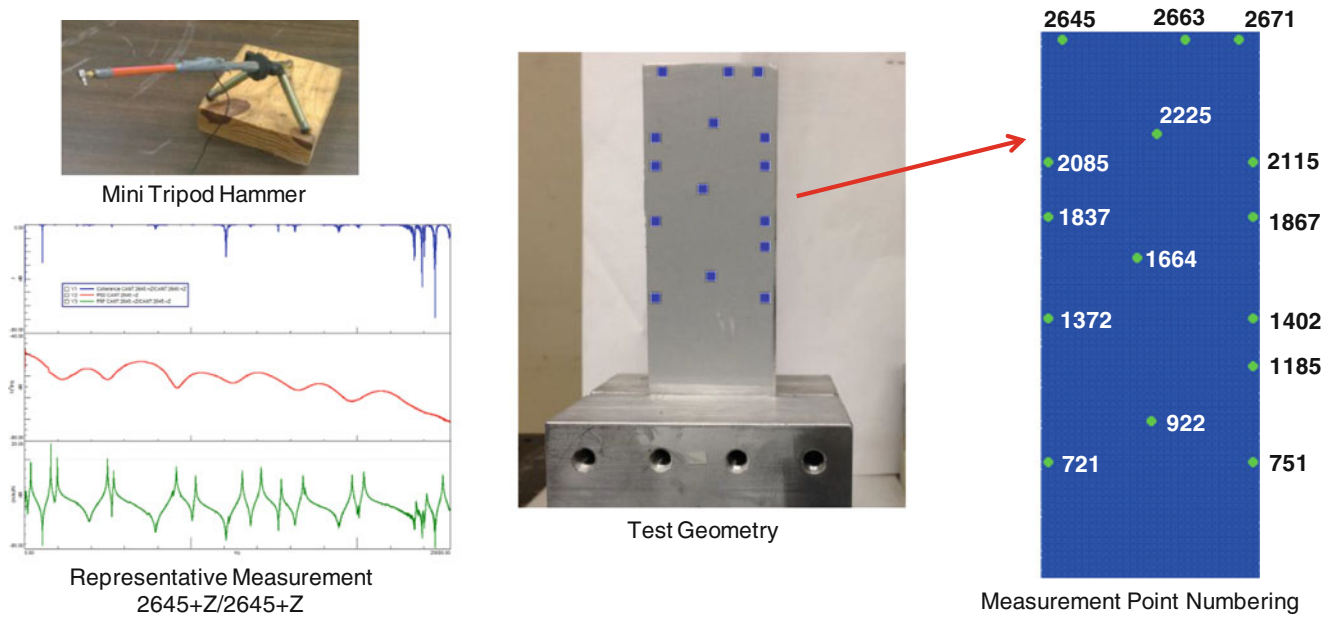 Mini Tripod Hammer
Representative Measurement
2645+Z/2645+Z
Test Geometry
2645 2663 2671
2225
2085 2115
1837 1867
1664
1372 1402
1185
922
721 751
Measurement Point Numbering